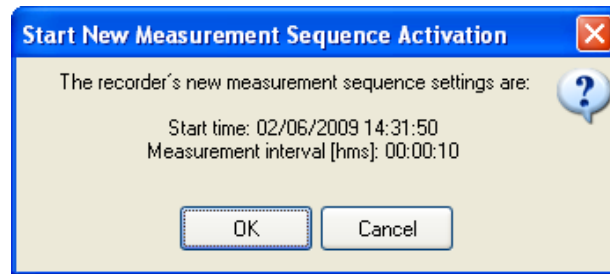 Start New Measurement Sequence Activation
The recorder's new measurement sequence settings are:
Start time: 02/06/2009 14:31:50
Measurement interval [hms]: 00:00:10
OK
Cancel